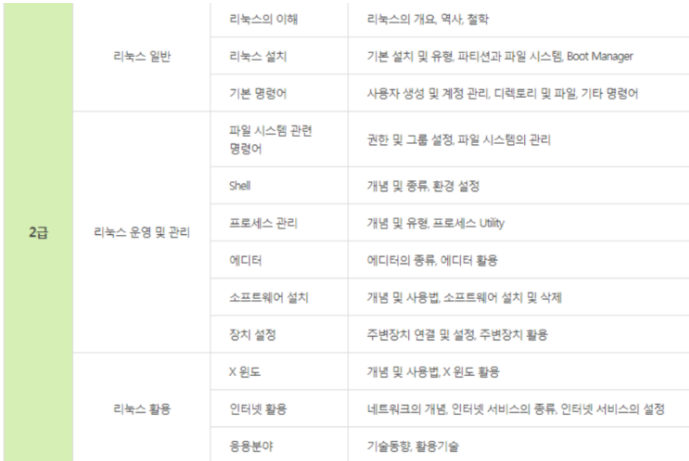 리눅스의 이해 리눅스의 개요, 역사, 철학
리눅스 일반 리눅스 설치 기본 설치 및 유형, 파티션과 파일 시스템, Boot Manager
기본 명령어 사용자 생성 및 계정 관리, 디렉토리 및 파일, 기타 명령어
파일 시스템 관련
명령어 권한 및 그룹 설정, 파일 시스템의 관리
Shell 개념 및 종류, 환경 설정
2급 리눅스 운영 및 관리 프로세스 관리 개념 및 유형, 프로세스 Utility
에디터 에디터의 종류, 에디터 활용
소프트웨어 설치 개념 및 사용법, 소프트웨어 설치 및 삭제
장치 설정 주변장치 연결 및 설정, 주변장치 활용
X 윈도 개념 및 사용법, X 윈도 활용
리눅스 활용 인터넷 활용 네트워크의 개념, 인터넷 서비스의 종류, 인터넷 서비스의 설정
응용분야 기술동향, 활용기술